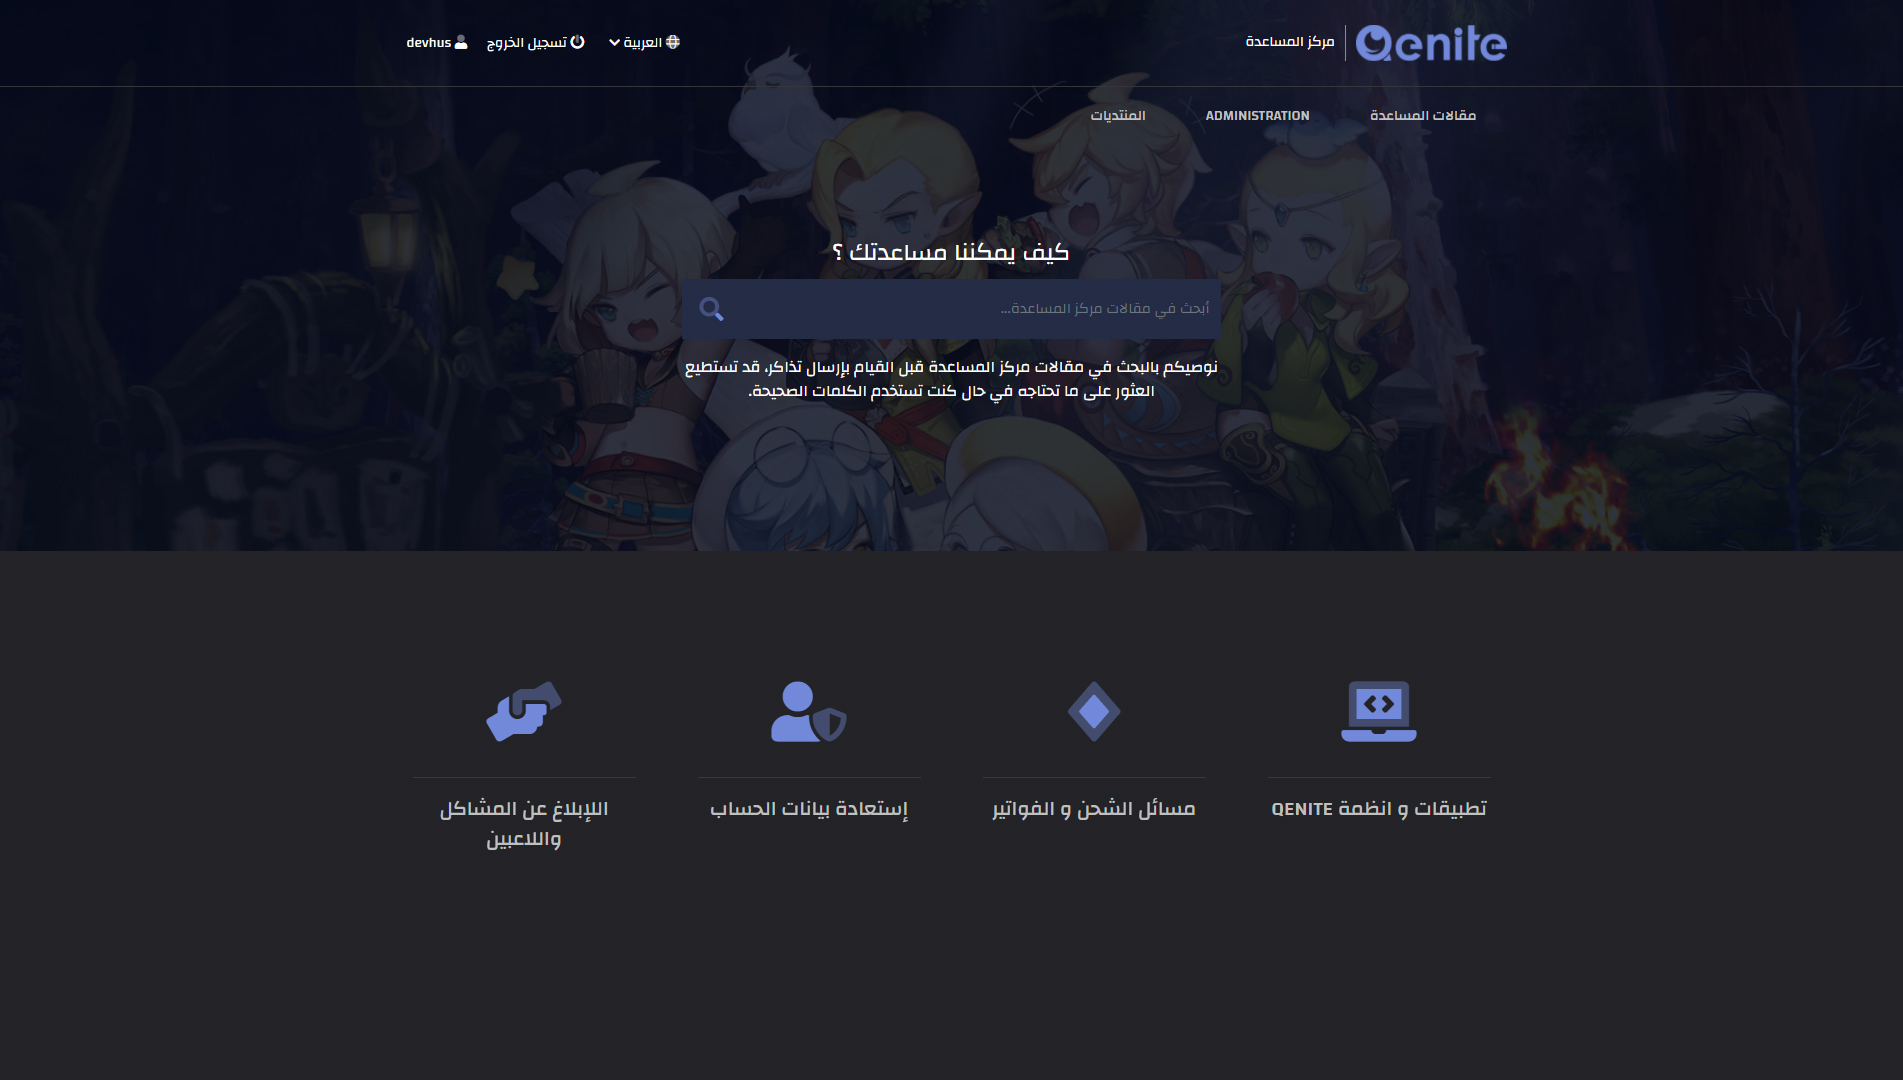 Qenite
مركز المساعدة
العربية
تسجيل الخروج
devhus
مقالات المساعدة
ADMINISTRATION
المنتديات
كيف يمكننا مساعدتك ؟
أبحث في مقالات مركز المساعدة...
نوصيكم بالبحث في مقالات مركز المساعدة قبل القيام بإرسال تذاكر، قد تستطيع
العثور على ما تحتاجه في حال كنت تستخدم الكلمات الصحيحة.
تطبيقات و انظمة QENITE
مسائل الشحن و الفواتير
إستعادة بيانات الحساب
اللإبلاغ عن المشاكل
واللاعبين